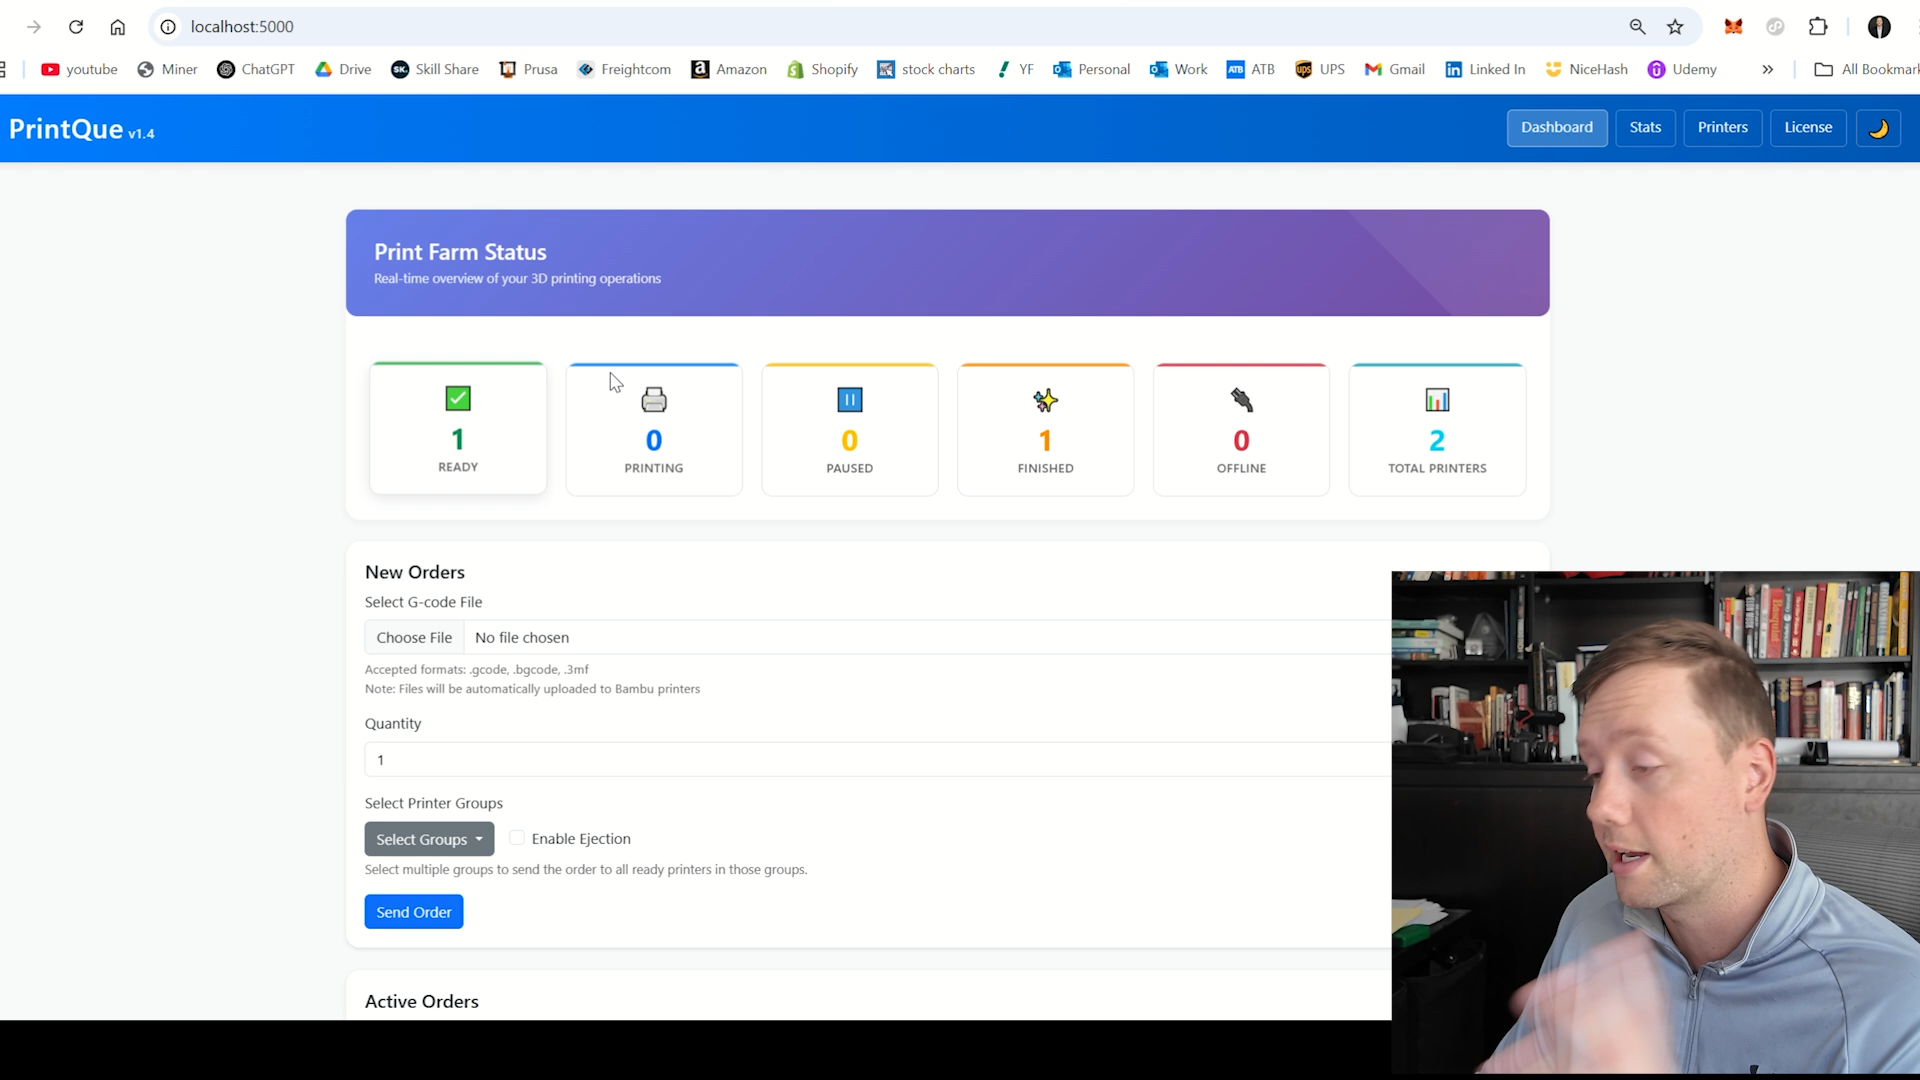 localhost:5000
youtube Miner ChatGPT Drive Skill Share Prusa Freightcom Amazon Shopify stock charts YF Personal Work ATB UPS Gmail Linked In NiceHash Udemy » All Bookmark
PrintQue v1.4
Dashboard Stats Printers License
Print Farm Status
Real-time overview of your 3D printing operations
1 0 0 1 0 2
READY PRINTING PAUSED FINISHED OFFLINE TOTAL PRINTERS
New Orders
Select G-code File
Choose File No file chosen
Accepted formats: .gcode, .bgcode, .3mf
Note: Files will be automatically uploaded to Bambu printers
Quantity
1
Select Printer Groups
Select Groups Enable Ejection
Select multiple groups to send the order to all ready printers in those groups.
Send Order
Active Orders